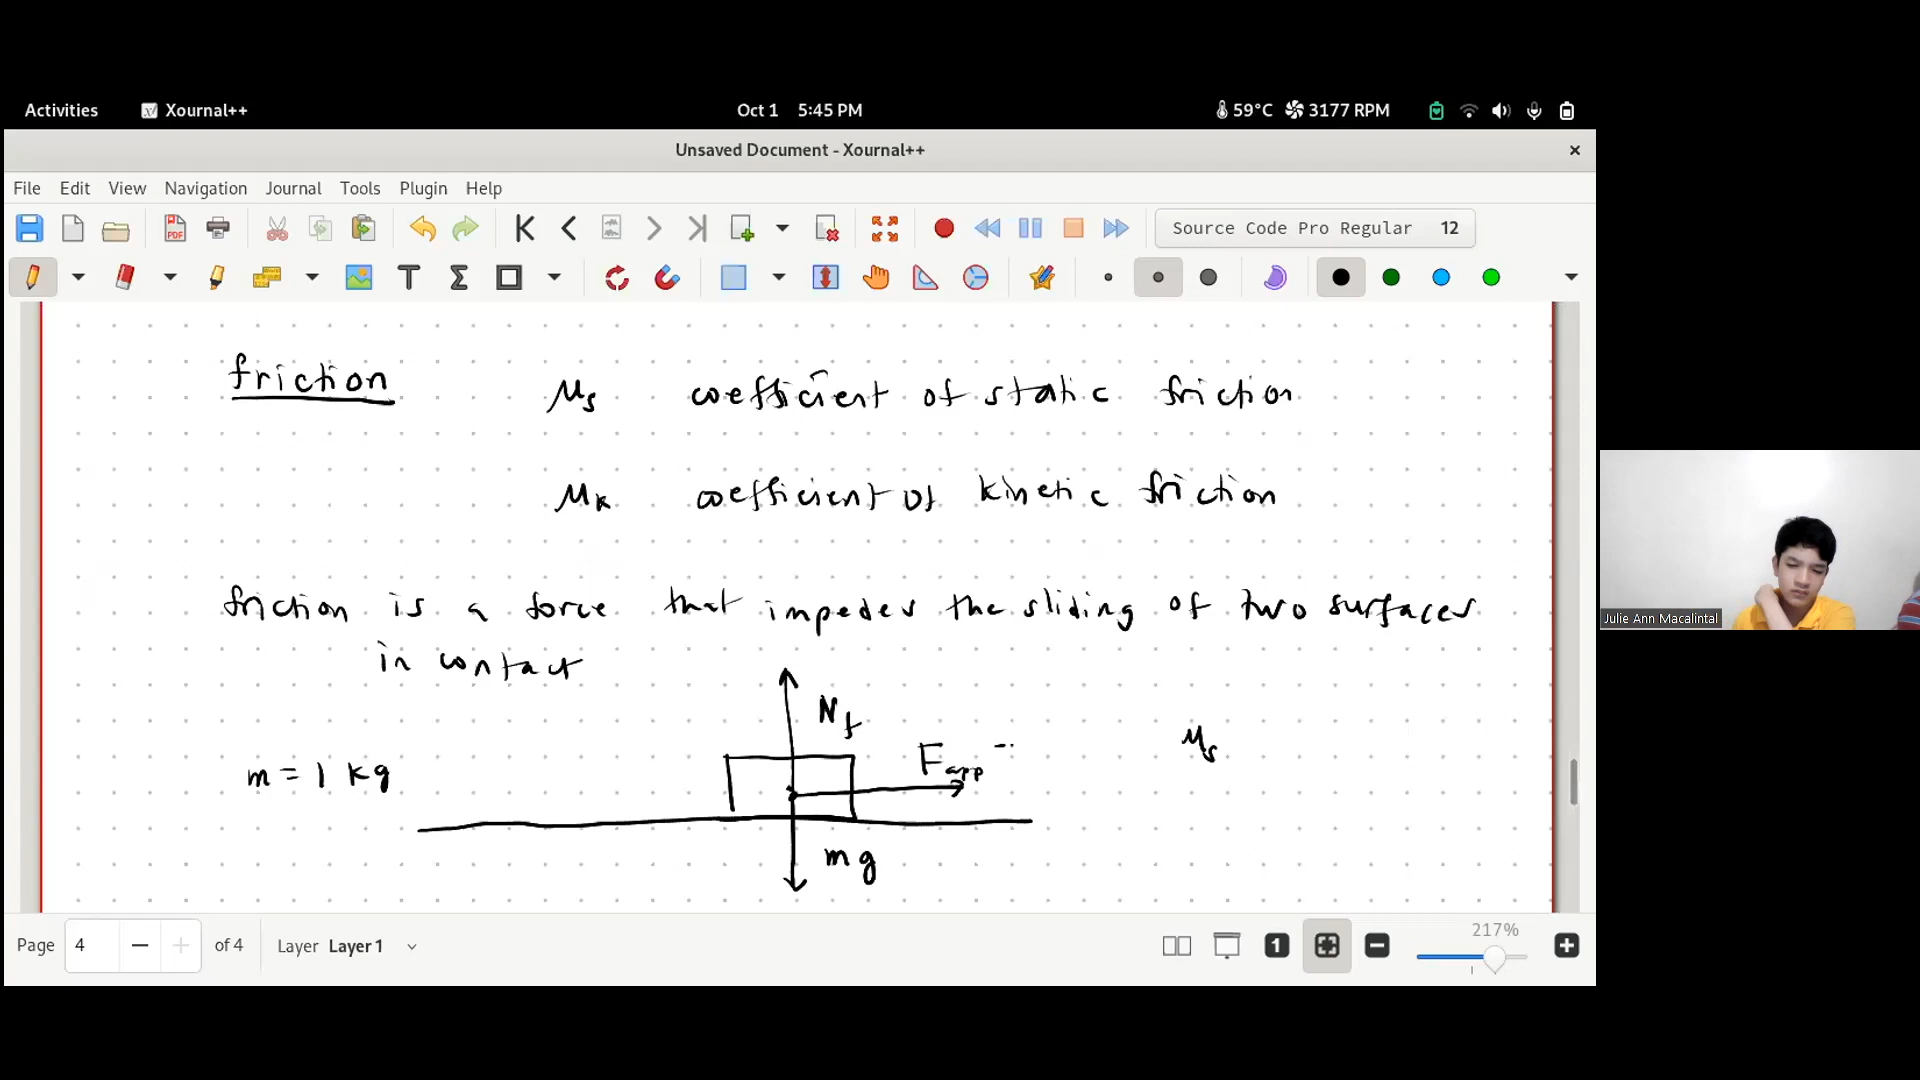 Activities Xournal++ Oct 1 5:45 PM 59°C 3177 RPM
Unsaved Document - Xournal++
File Edit View Navigation Journal Tools Plugin Help
PDF Source Code Pro Regular 12
friction μs coefficient of static friction
μk coefficient of kinetic friction
friction is a force that impedes the sliding of two surfaces
in contact
Nf
m = 1 kg Fapp μs
mg
Julie Ann Macalintal
Page 4 of 4 Layer Layer 1 1 217%